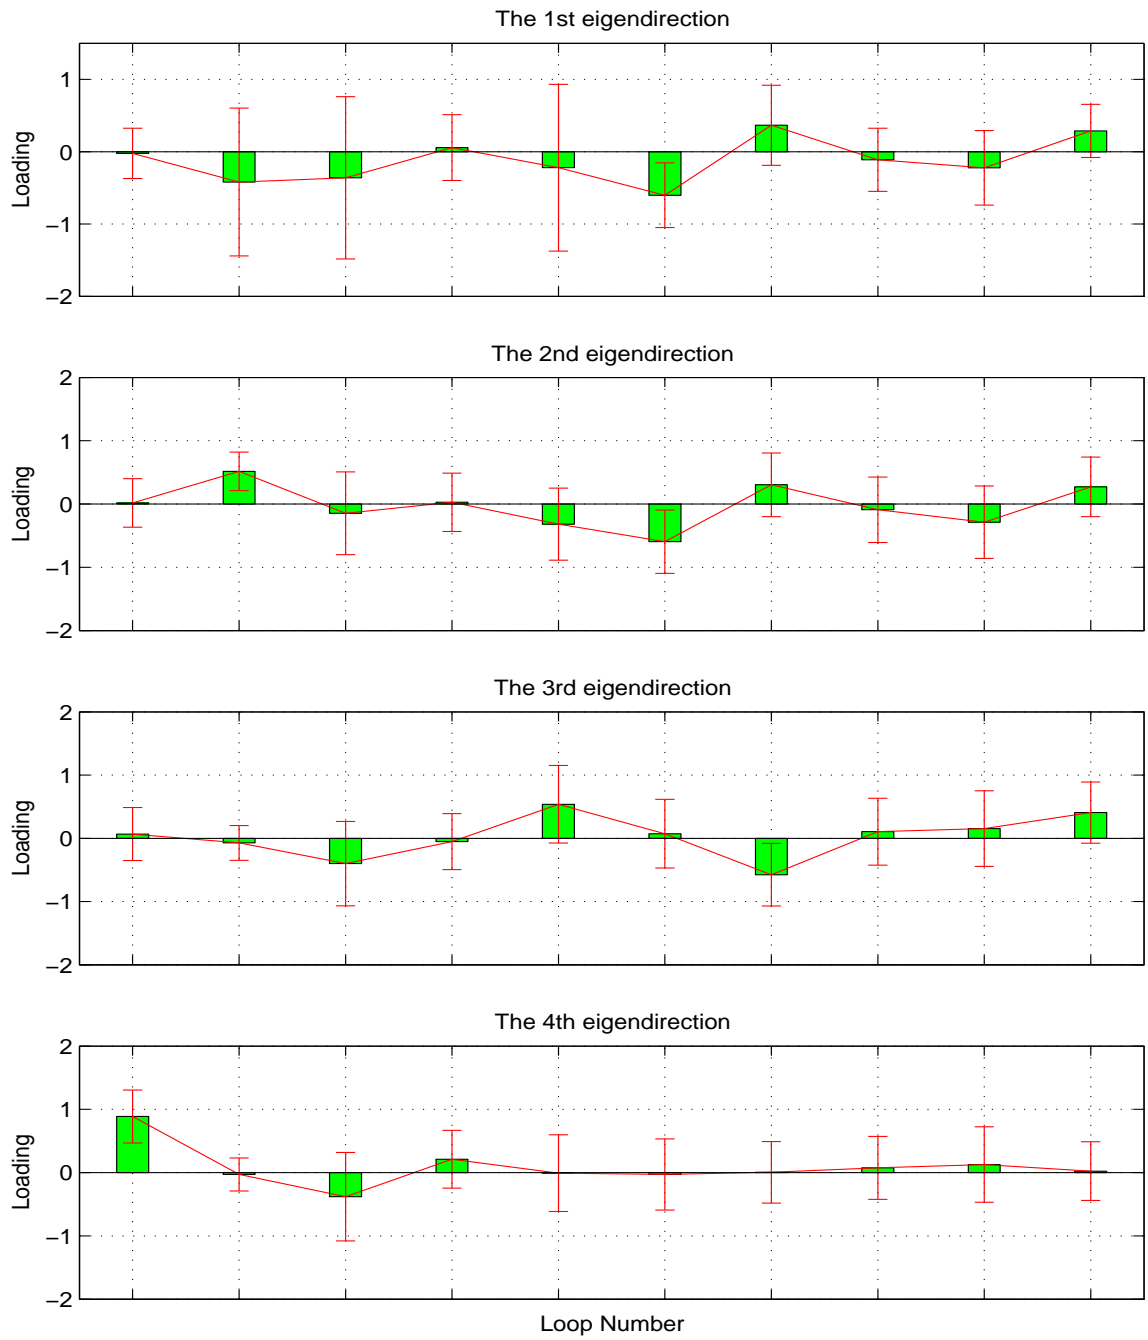 The 1st eigendirection
1
0
−1
−2
Loading
The 2nd eigendirection
2
1
0
−1
−2
Loading
The 3rd eigendirection
2
1
0
−1
−2
Loading
The 4th eigendirection
2
1
0
−1
−2
Loading
Loop Number